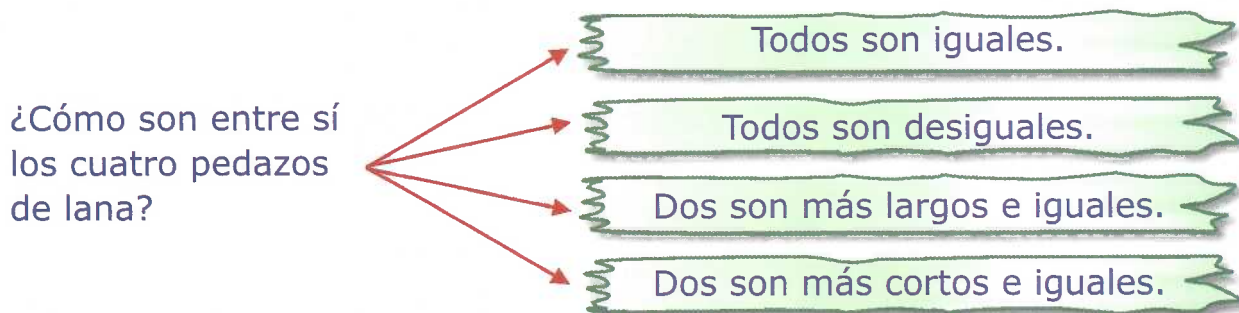 ¿Cómo son entre sí
los cuatro pedazos
de lana?
Todos son iguales.
Todos son desiguales.
Dos son más largos e iguales.
Dos son más cortos e iguales.